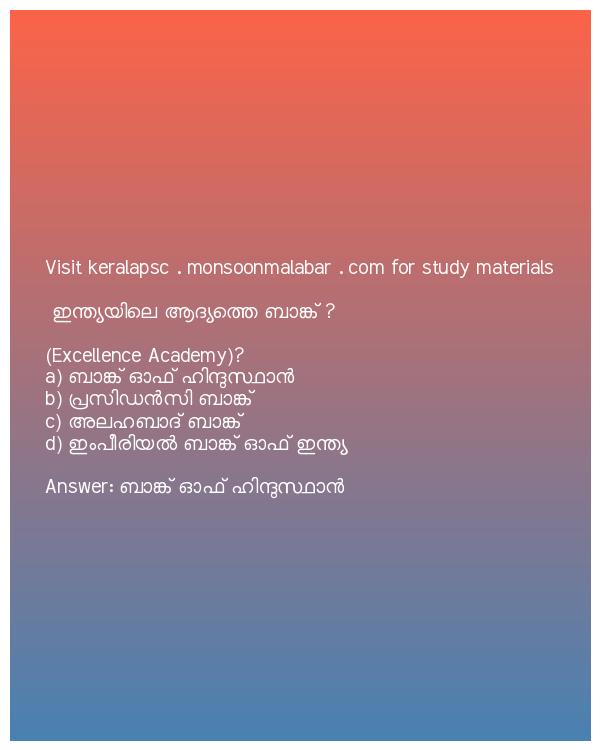 Visit keralapsc . monsoonmalabar . com for study materials
ഇന്ത്യയിലെ ആദ്യത്തെ ബാങ്ക് ?
(Excellence Academy)?
a) ബാങ്ക് ഓഫ് ഹിന്ദുസ്ഥാൻ
b) പ്രസിഡൻസി ബാങ്ക്
c) അലഹബാദ് ബാങ്ക്
d) ഇംപീരിയൽ ബാങ്ക് ഓഫ് ഇന്ത്യ
Answer: ബാങ്ക് ഓഫ് ഹിന്ദുസ്ഥാൻ